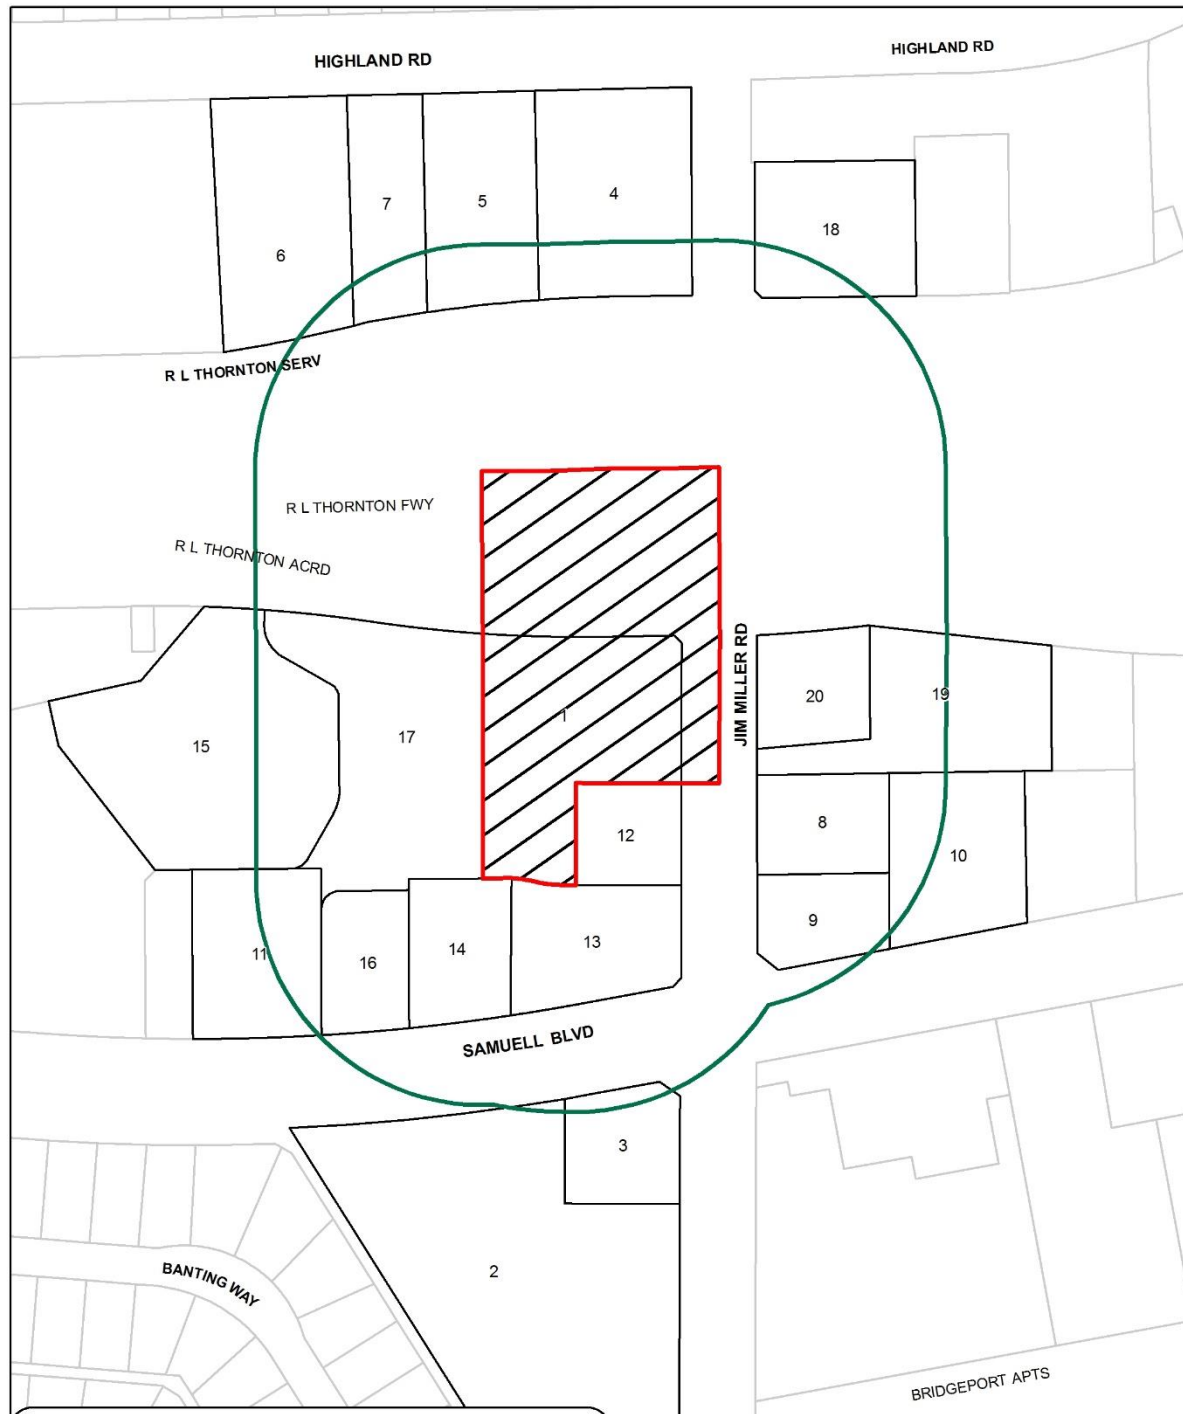 HIGHLAND RD
HIGHLAND RD
4
7
5
18
6
R L THORNTON SERV
R L THORNTON FWY
R L THORNTON ACRD
JIM MILLER RD
20
19
1
17
15
8
12
10
9
13
14
11
16
SAMUELL BLVD
3
2
BANTING WAY
BRIDGEPORT APTS